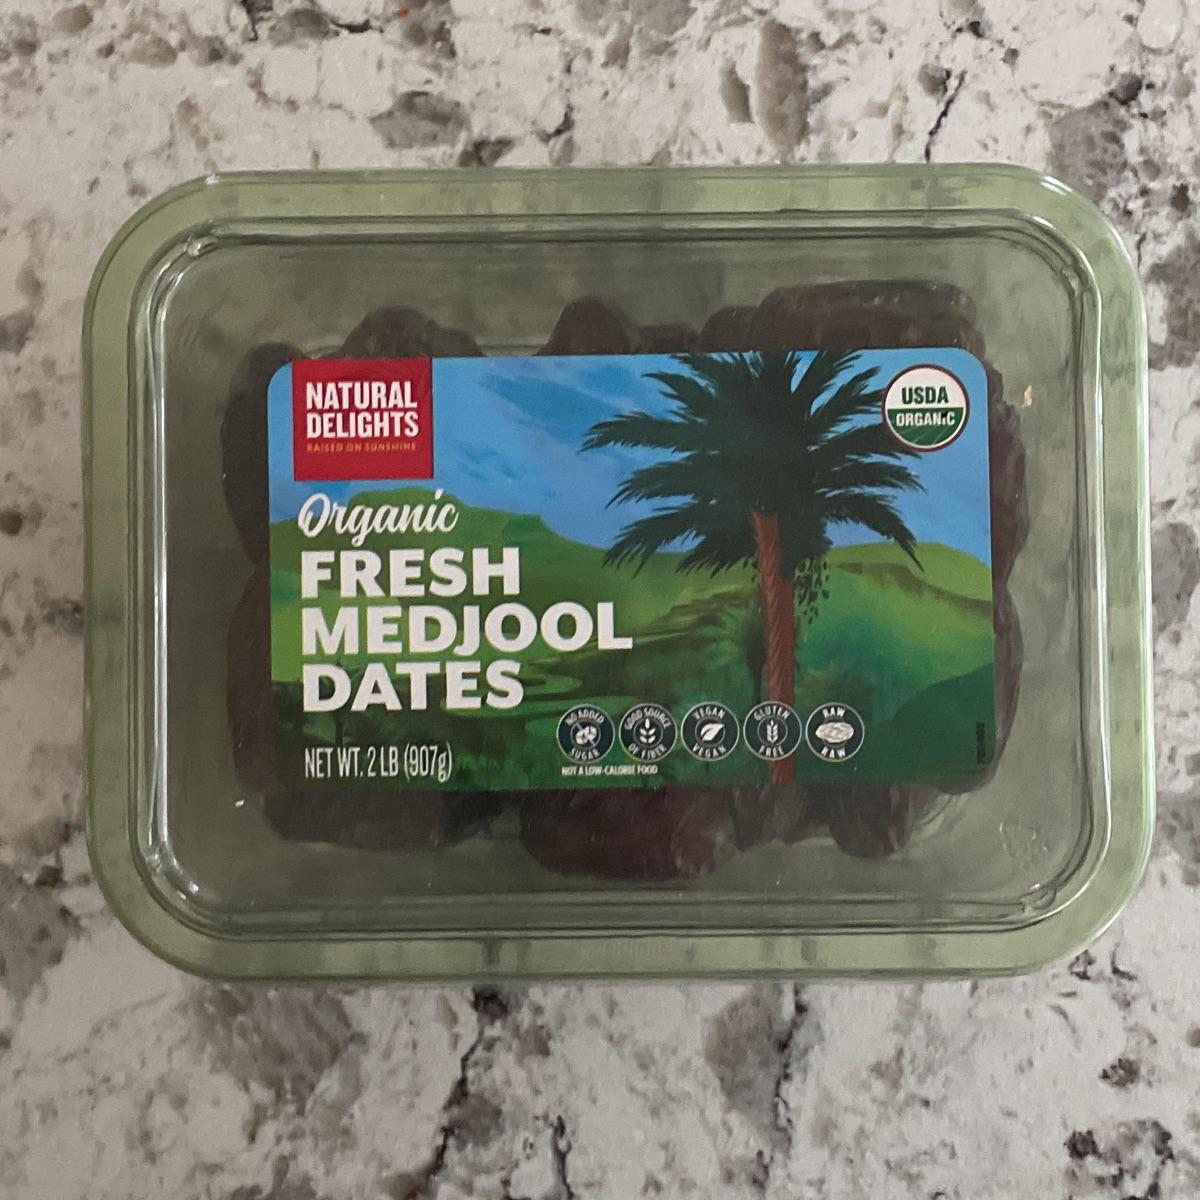 NATURAL
DELIGHTS
RAISED ON SUNSHINE
USDA
ORGANIC
Organic
FRESH
MEDJOOL
DATES
NET WT. 2 LB (907g)
NO ADDED
SUGAR
GOOD SOURCE
OF FIBER
VEGAN
VEGAN
GLUTEN
FREE
RAW
RAW
NOT A LOW-CALORIE FOOD